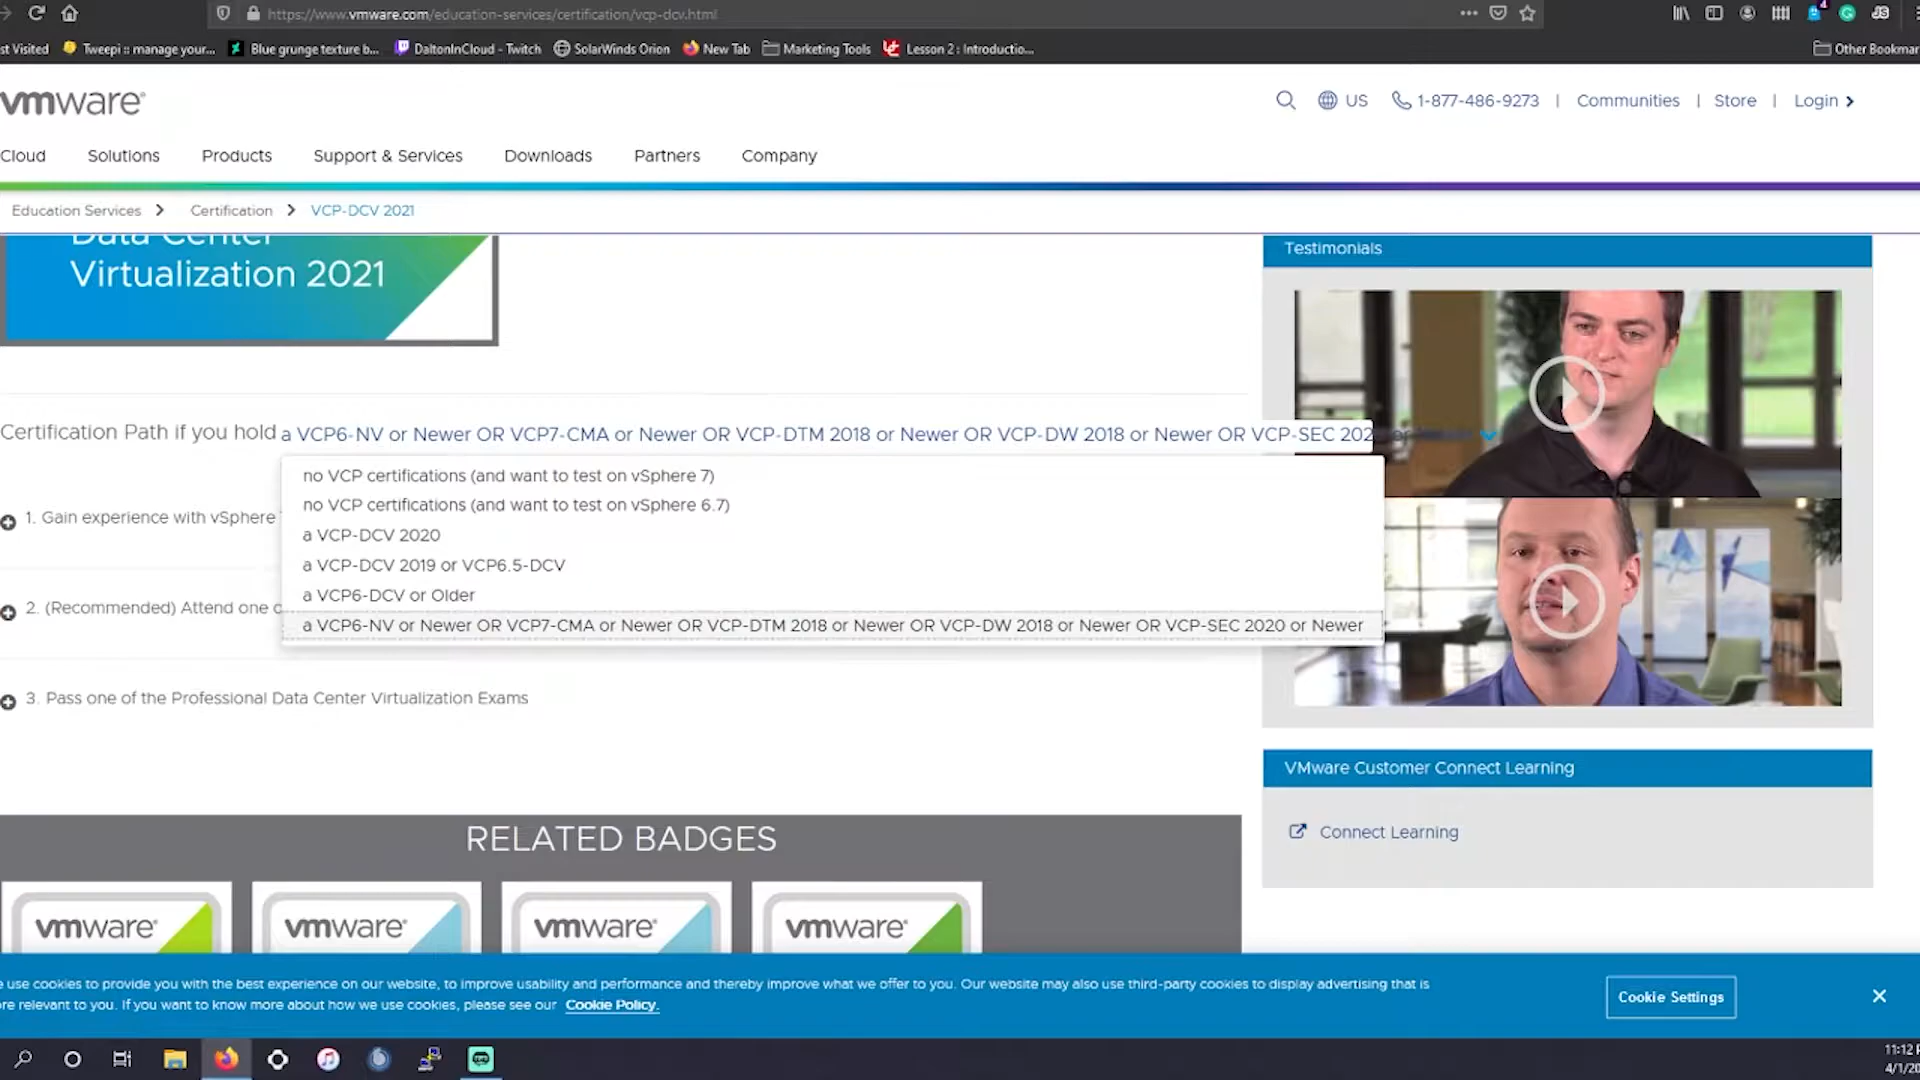 https://www.vmware.com/education-services/certification/vcp-dcv.html
4
JS
st Visited
Tweepi :: manage your...
Blue grunge texture b...
DaltonInCloud - Twitch
SolarWinds Orion
New Tab
Marketing Tools
Lesson 2 : Introductio...
Other Bookmar
vmware®
US
1-877-486-9273
| Communities | Store | Login
Cloud Solutions Products Support & Services Downloads Partners Company
Education Services > Certification > VCP-DCV 2021
Data Center
Virtualization 2021
Testimonials
Certification Path if you hold a VCP6-NV or Newer OR VCP7-CMA or Newer OR VCP-DTM 2018 or Newer OR VCP-DW 2018 or Newer OR VCP-SEC 202
no VCP certifications (and want to test on vSphere 7)
no VCP certifications (and want to test on vSphere 6.7)
a VCP-DCV 2020
a VCP-DCV 2019 or VCP6.5-DCV
a VCP6-DCV or Older
a VCP6-NV or Newer OR VCP7-CMA or Newer OR VCP-DTM 2018 or Newer OR VCP-DW 2018 or Newer OR VCP-SEC 2020 or Newer
1. Gain experience with vSphere
2. (Recommended) Attend one
3. Pass one of the Professional Data Center Virtualization Exams
VMware Customer Connect Learning
Connect Learning
RELATED BADGES
vmware®
vmware®
vmware®
vmware®
use cookies to provide you with the best experience on our website, to improve usability and performance and thereby improve what we offer to you. Our website may also use third-party cookies to display advertising that is
re relevant to you. If you want to know more about how we use cookies, please see our Cookie Policy.
Cookie Settings
11:12 P
4/1/20